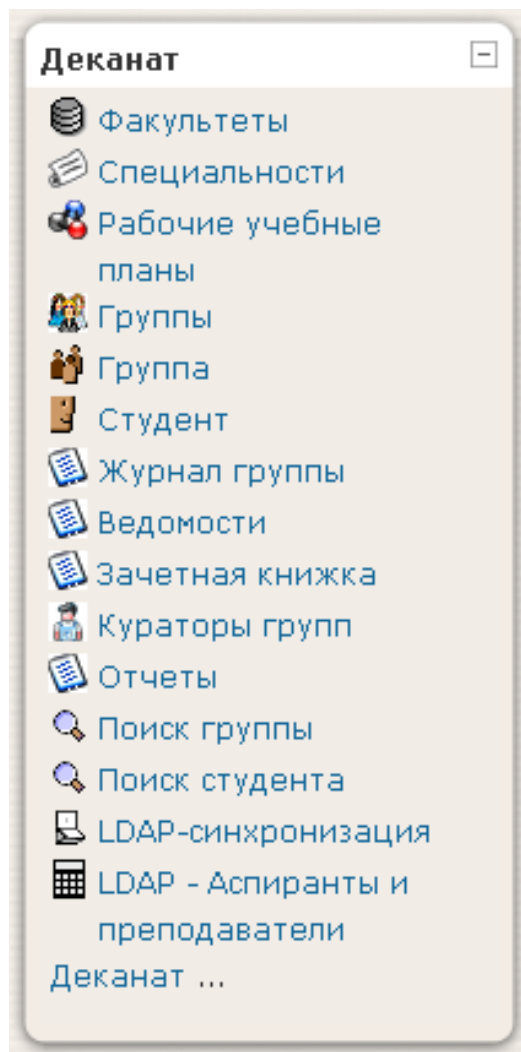 Деканат
Факультеты
Специальности
Рабочие учебные
планы
Группы
Группа
Студент
Журнал группы
Ведомости
Зачетная книжка
Кураторы групп
Отчеты
Поиск группы
Поиск студента
LDAP-синхронизация
LDAP - Аспиранты и
преподаватели
Деканат ...